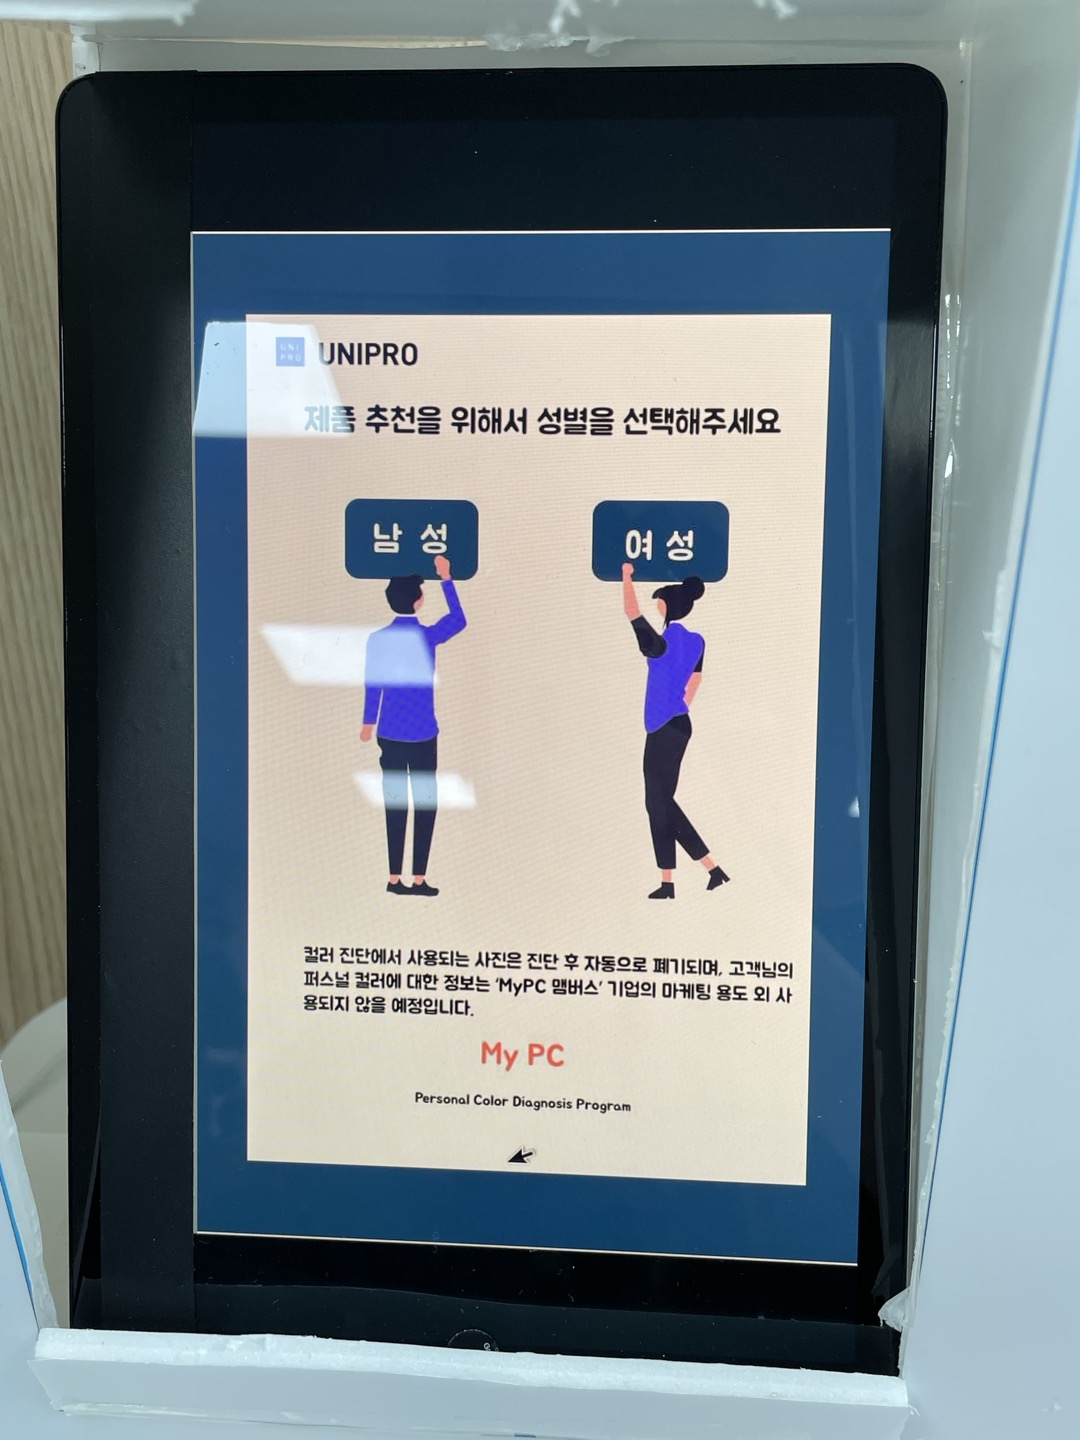 UNI
PRO
UNIPRO
제품 추천을 위해서 성별을 선택해주세요
남 성
여 성
컬러 진단에서 사용되는 사진은 진단 후 자동으로 폐기되며, 고객님의
퍼스널 컬러에 대한 정보는 ‘MyPC 맴버스’ 기업의 마케팅 용도 외 사
용되지 않을 예정입니다.
My PC
Personal Color Diagnosis Program